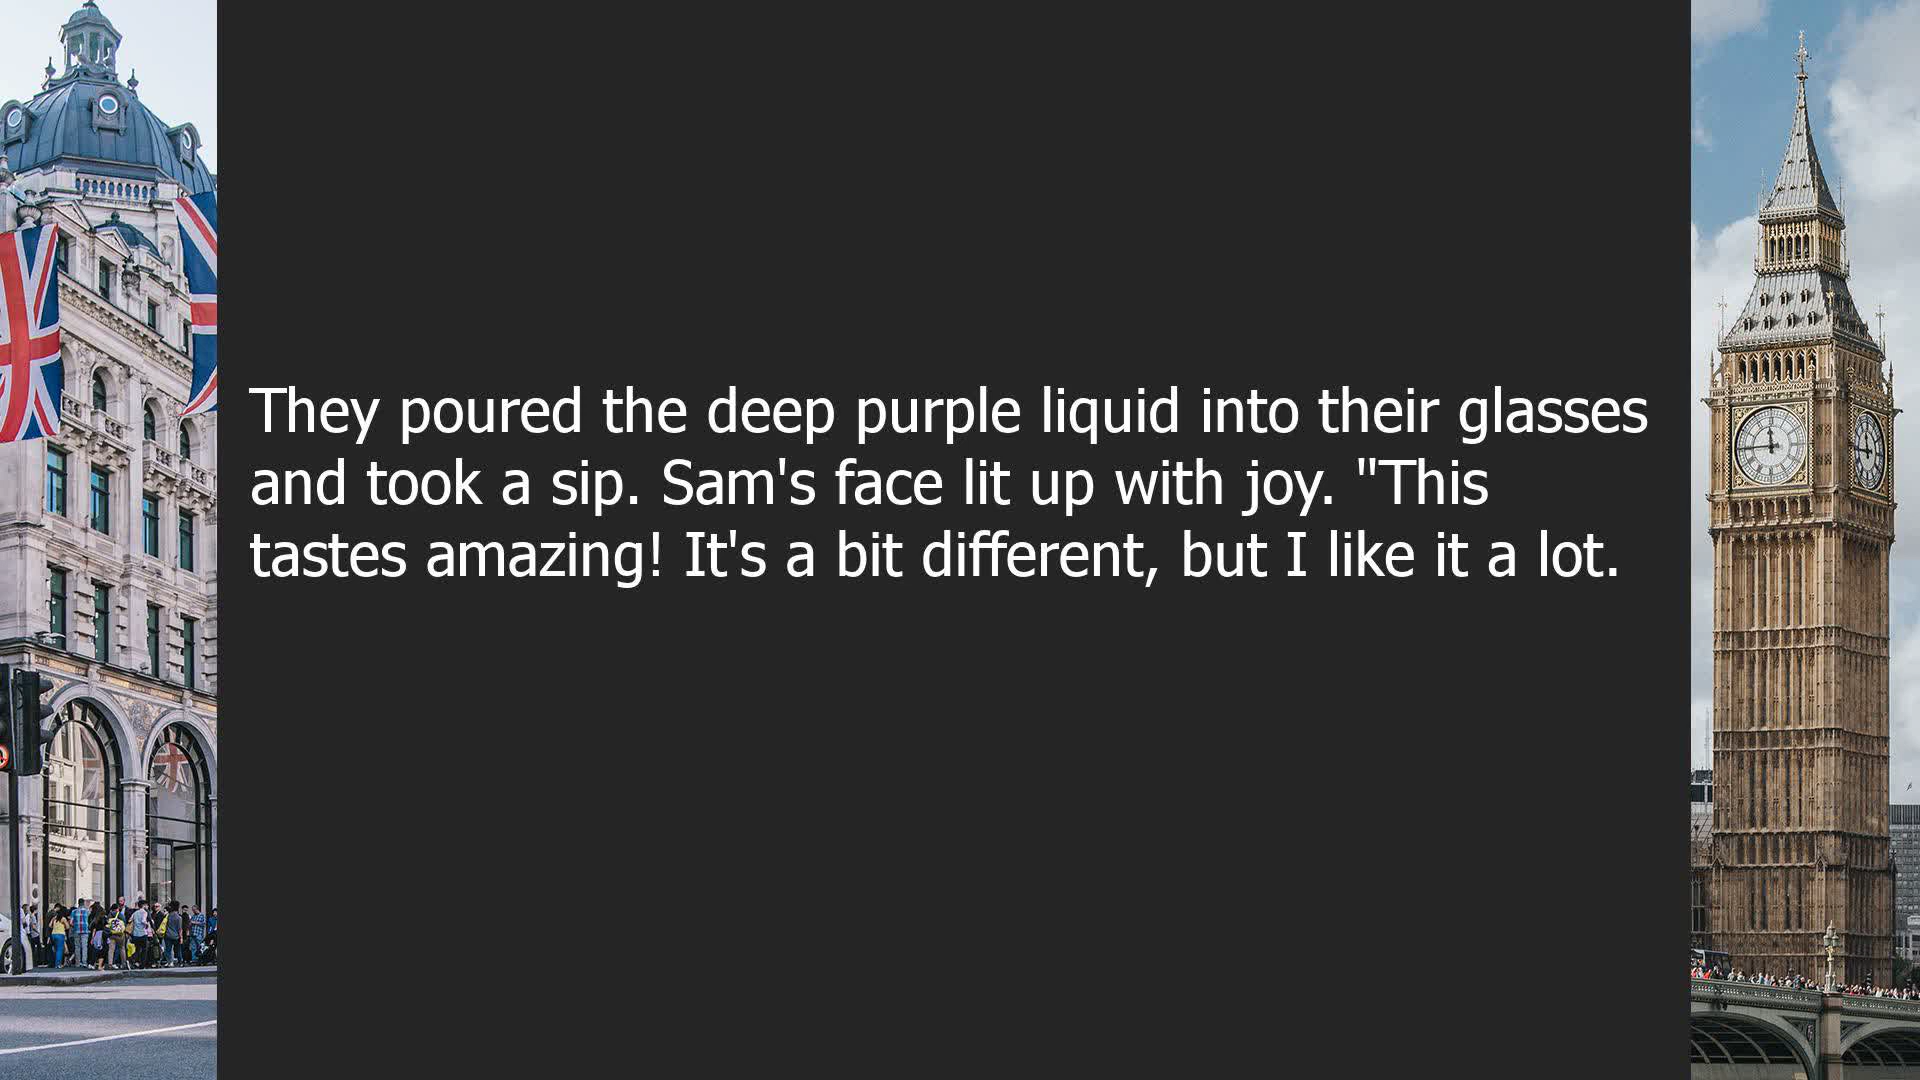 They poured the deep purple liquid into their glasses
and took a sip. Sam's face lit up with joy. "This
tastes amazing! It's a bit different, but I like it a lot.